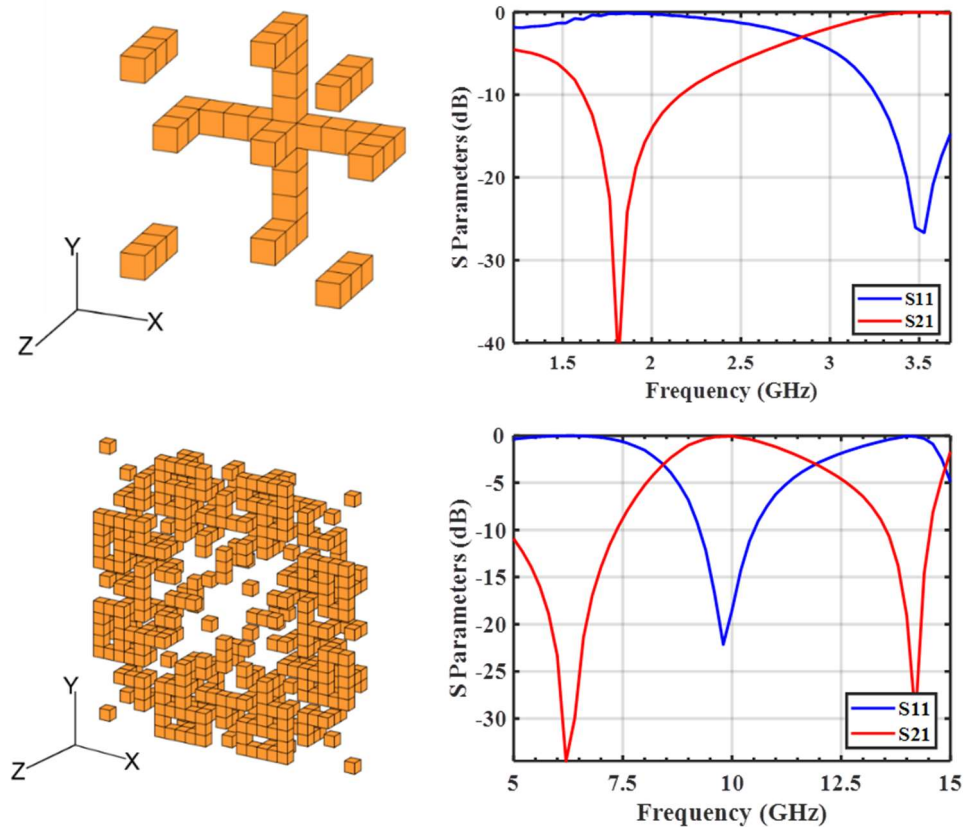 Y
X
Z
S Parameters (dB)
0
-10
-20
-30
-40
S11
S21
1.5
2
2.5
3
3.5
Frequency (GHz)
Y
X
Z
S Parameters (dB)
0
-5
-10
-15
-20
-25
-30
S11
S21
5
7.5
10
12.5
15
Frequency (GHz)